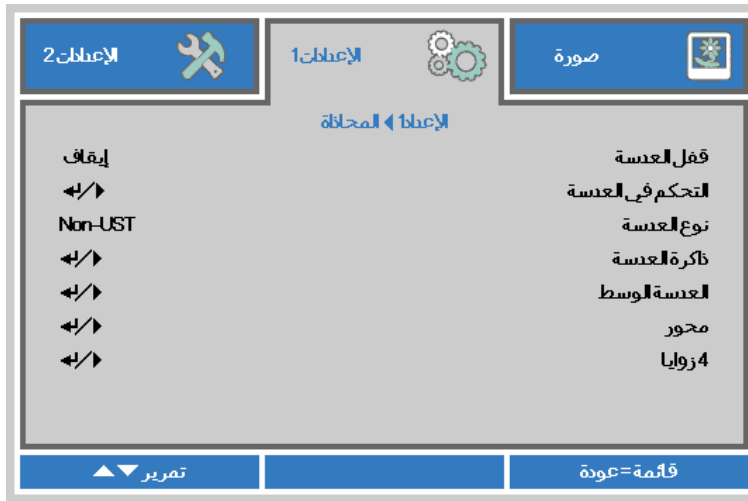 صورة
الإعدادات1
الإعدادات2
الإعداد1 المحاذاة
قفل العدسة إيقاف
التحكم في العدسة
نوع العدسة Non-UST
ذاكرة العدسة
العدسة الوسط
محور
4 زوايا
قائمة=عودة
تمرير